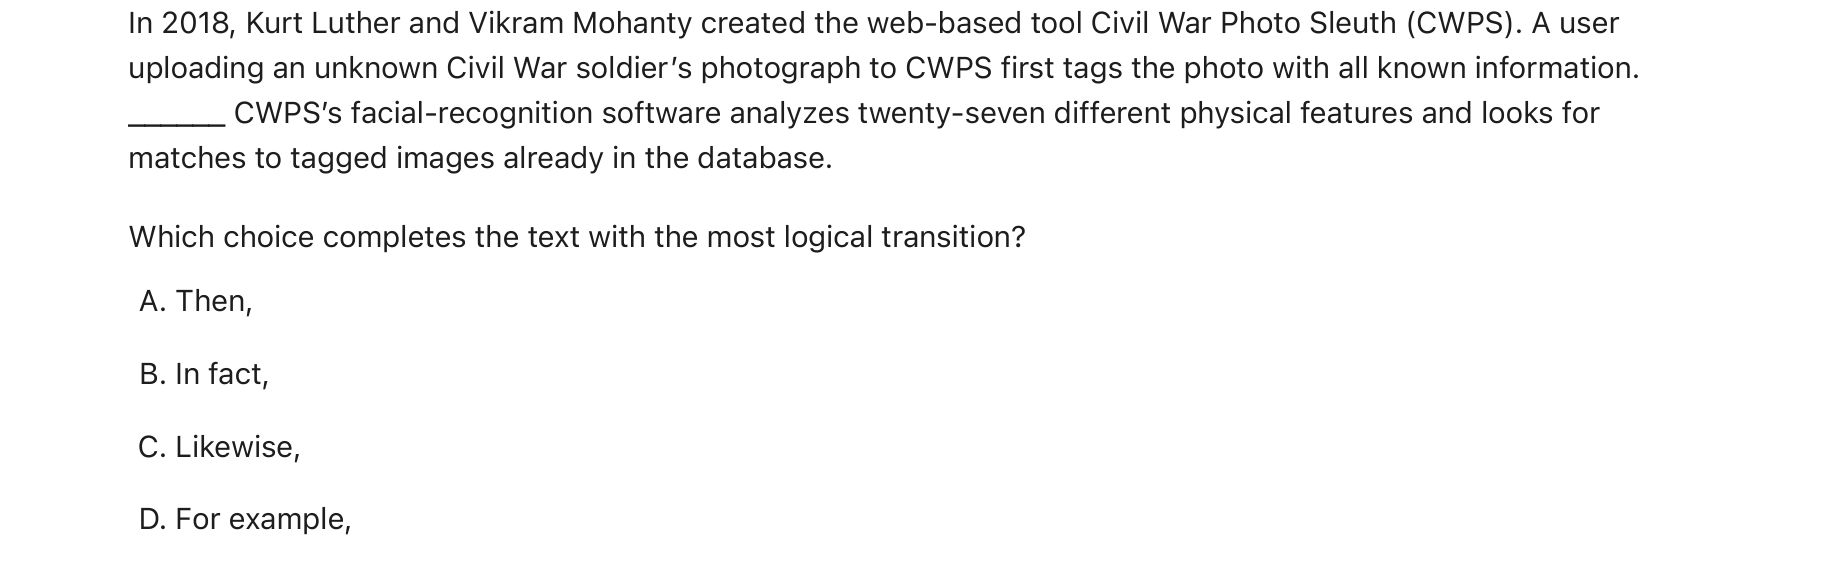 In 2018, Kurt Luther and Vikram Mohanty created the web-based tool Civil War Photo Sleuth (CWPS). A user
uploading an unknown Civil War soldier’s photograph to CWPS first tags the photo with all known information.
______ CWPS’s facial-recognition software analyzes twenty-seven different physical features and looks for
matches to tagged images already in the database.
Which choice completes the text with the most logical transition?
A. Then,
B. In fact,
C. Likewise,
D. For example,